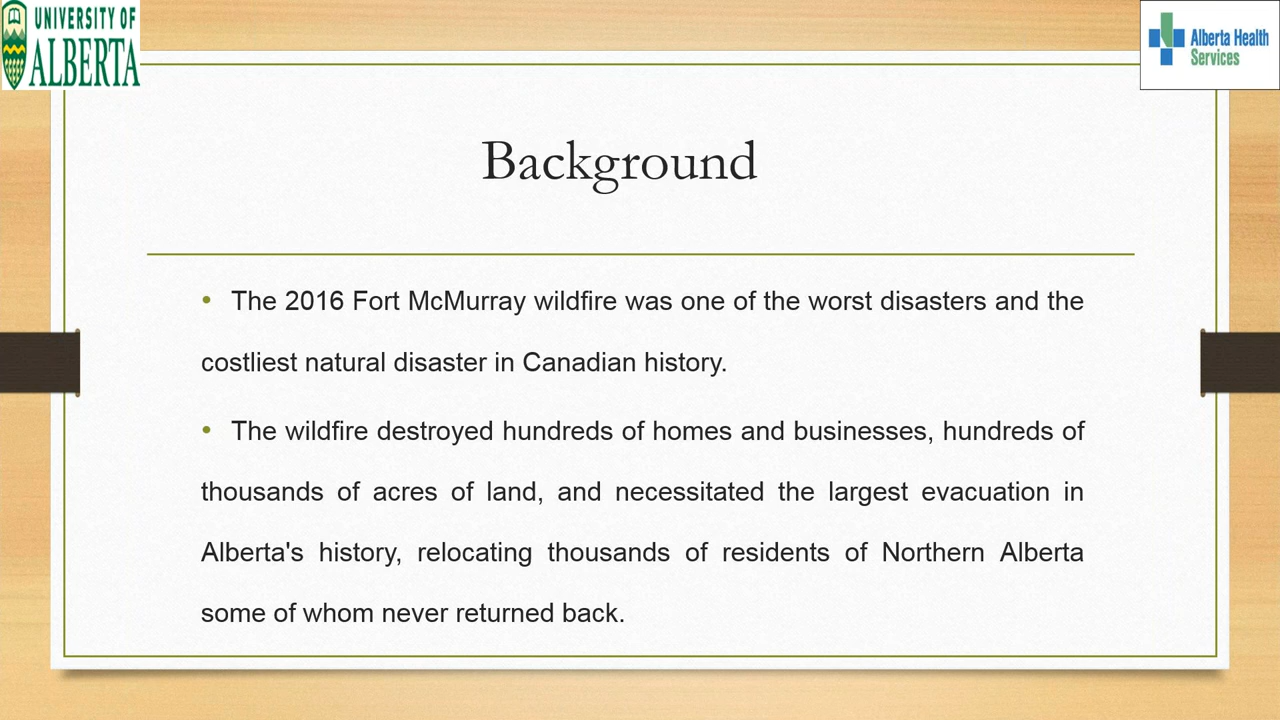 UNIVERSITY OF
ALBERTA
Alberta Health
Services
Background
• The 2016 Fort McMurray wildfire was one of the worst disasters and the
costliest natural disaster in Canadian history.
• The wildfire destroyed hundreds of homes and businesses, hundreds of
thousands of acres of land, and necessitated the largest evacuation in
Alberta's history, relocating thousands of residents of Northern Alberta
some of whom never returned back.